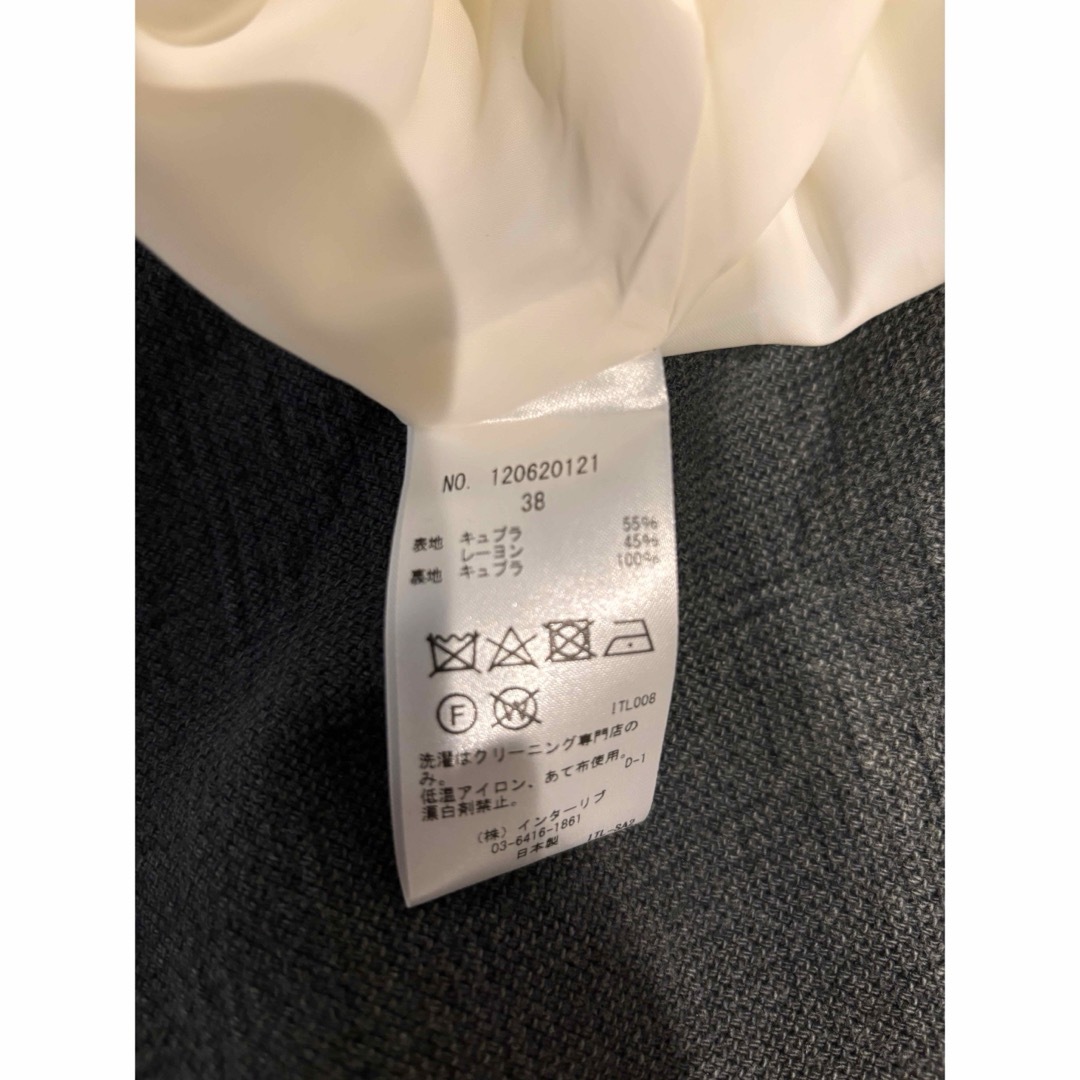 NO. 120620121
38
表地 キュプラ 55%
レーヨン 45%
裏地 キュプラ 100%
F W
ITL008
洗濯はクリーニング専門店の
み。
低温アイロン、あて布使用。
漂白剤禁止。 D-1
(株) インターリブ
03-6416-1861
日本製 ITL-SA2